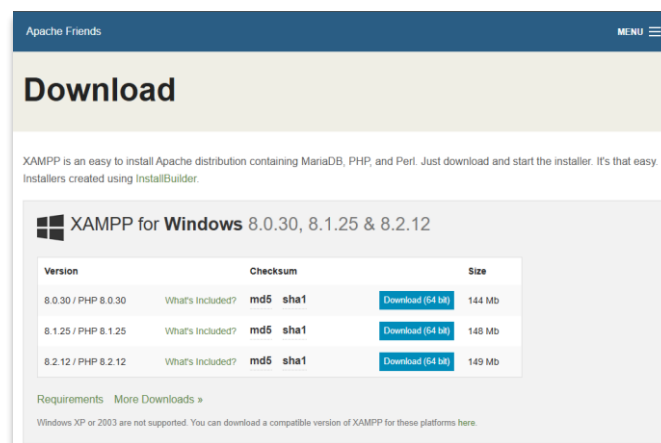 Apache Friends
MENU
Download
XAMPP is an easy to install Apache distribution containing MariaDB, PHP, and Perl. Just download and start the installer. It's that easy.
Installers created using InstallBuilder.
XAMPP for Windows 8.0.30, 8.1.25 & 8.2.12
Version Checksum Size
8.0.30 / PHP 8.0.30 What's Included? md5 sha1 Download (64 bit) 144 Mb
8.1.25 / PHP 8.1.25 What's Included? md5 sha1 Download (64 bit) 148 Mb
8.2.12 / PHP 8.2.12 What's Included? md5 sha1 Download (64 bit) 149 Mb
Requirements More Downloads »
Windows XP or 2003 are not supported. You can download a compatible version of XAMPP for these platforms here.